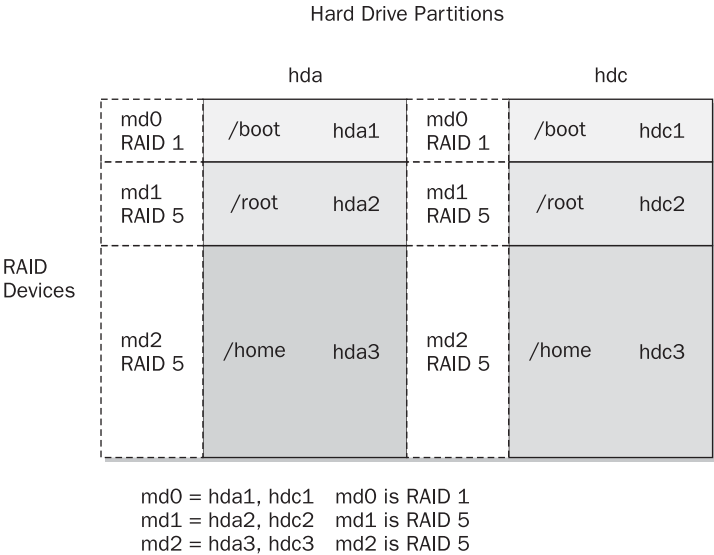 Hard Drive Partitions
hda hdc
md0 /boot hda1 md0 /boot hdc1
RAID 1 RAID 1
md1 /root hda2 md1 /root hdc2
RAID 5 RAID 5
RAID
Devices
md2 /home hda3 md2 /home hdc3
RAID 5 RAID 5
md0 = hda1, hdc1 md0 is RAID 1
md1 = hda2, hdc2 md1 is RAID 5
md2 = hda3, hdc3 md2 is RAID 5